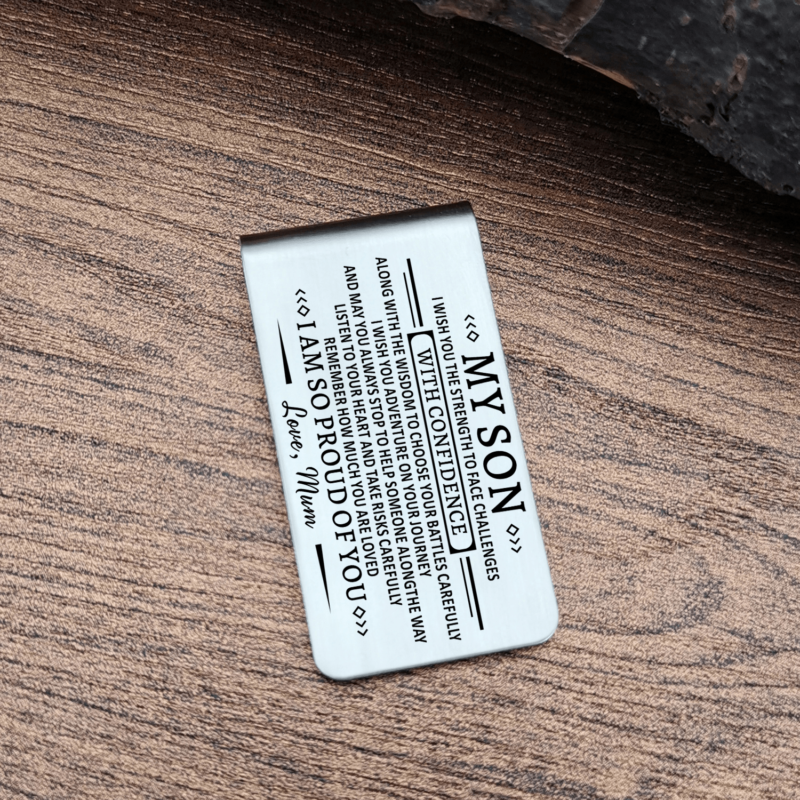 MY SON
I WISH YOU THE STRENGTH TO FACE CHALLENGES
WITH CONFIDENCE
ALONG WITH THE WISDOM TO CHOOSE YOUR BATTLES CAREFULLY
I WISH YOU ADVENTURE ON YOUR JOURNEY
AND MAY YOU ALWAYS STOP TO HELP SOMEONE ALONGTHE WAY
LISTEN TO YOUR HEART AND TAKE RISKS CAREFULLY
REMEMBER HOW MUCH YOU ARE LOVED
I AM SO PROUD OF YOU
Love, Mum